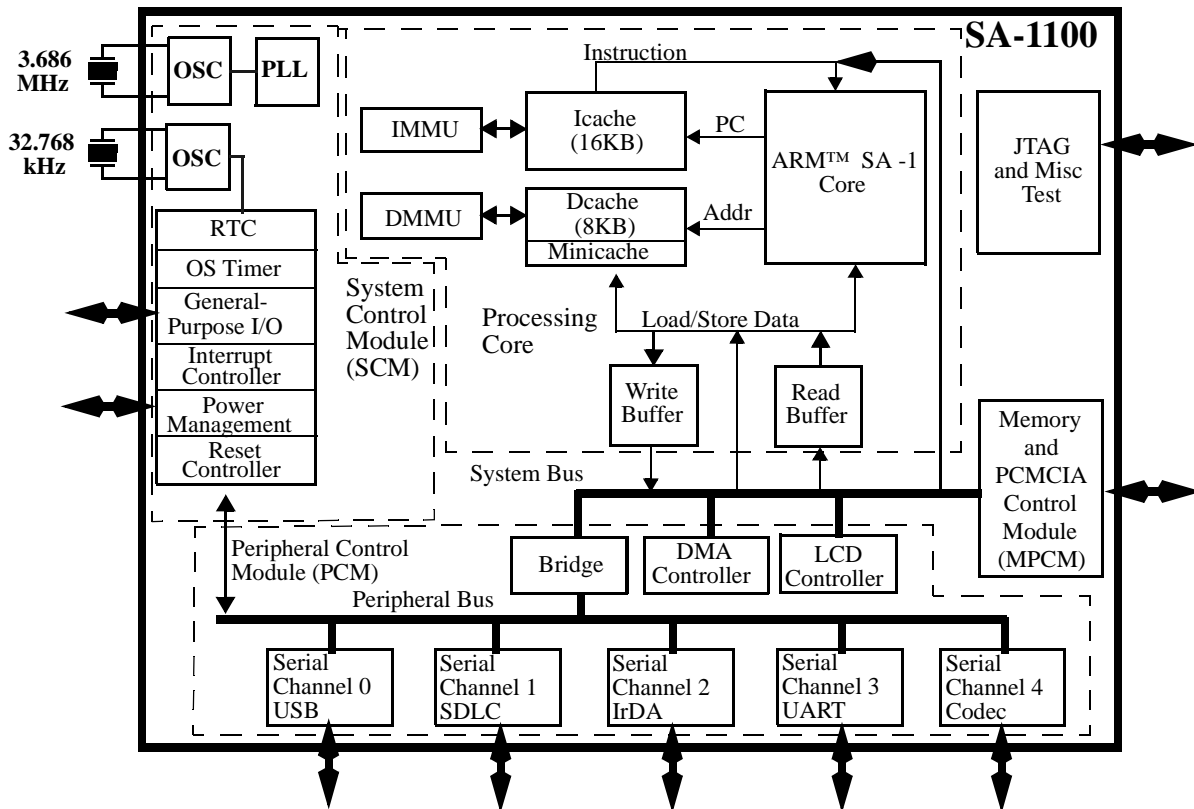 SA-1100
3.686
MHz
OSC
PLL
32.768
kHz
OSC
RTC
OS Timer
General-
Purpose I/O
Interrupt
Controller
Power
Management
Reset
Controller
System
Control
Module
(SCM)
Instruction
IMMU
Icache
(16KB)
PC
ARM™ SA -1
Core
DMMU
Dcache
(8KB)
Minicache
Addr
Processing
Core
Load/Store Data
Write
Buffer
Read
Buffer
JTAG
and Misc
Test
Memory
and
PCMCIA
Control
Module
(MPCM)
System Bus
Peripheral Control
Module (PCM)
Bridge
DMA
Controller
LCD
Controller
Peripheral Bus
Serial
Channel 0
USB
Serial
Channel 1
SDLC
Serial
Channel 2
IrDA
Serial
Channel 3
UART
Serial
Channel 4
Codec